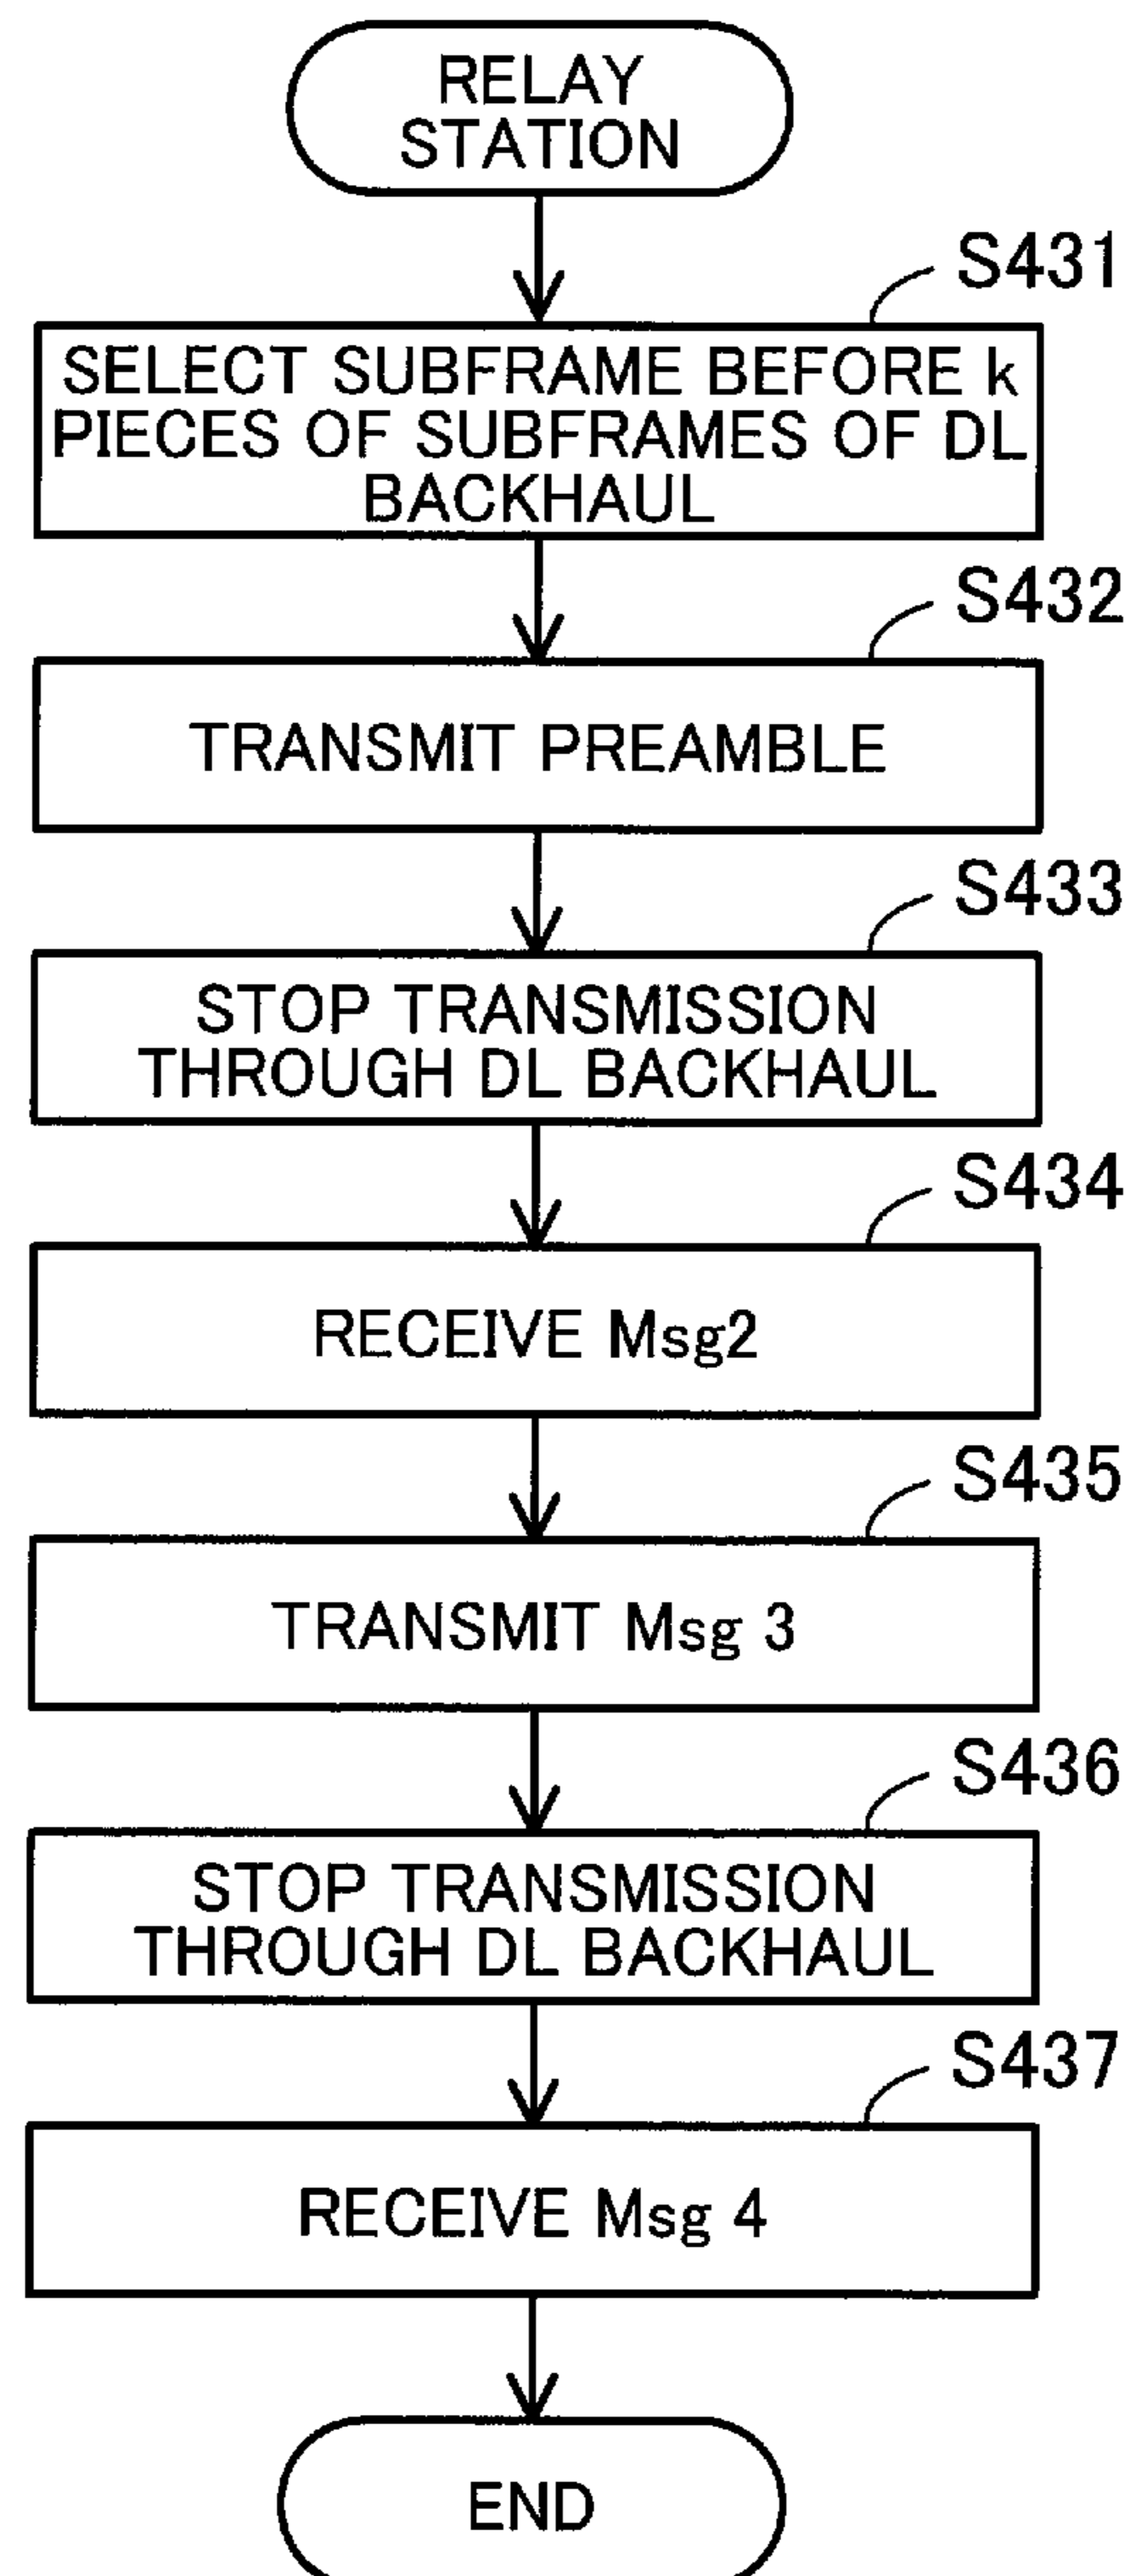 RELAY
STATION
S431
SELECT SUBFRAME BEFORE k
PIECES OF SUBFRAMES OF DL
BACKHAUL
S432
TRANSMIT PREAMBLE
S433
STOP TRANSMISSION
THROUGH DL BACKHAUL
S434
RECEIVE Msg2
S435
TRANSMIT Msg 3
S436
STOP TRANSMISSION
THROUGH DL BACKHAUL
S437
RECEIVE Msg 4
END